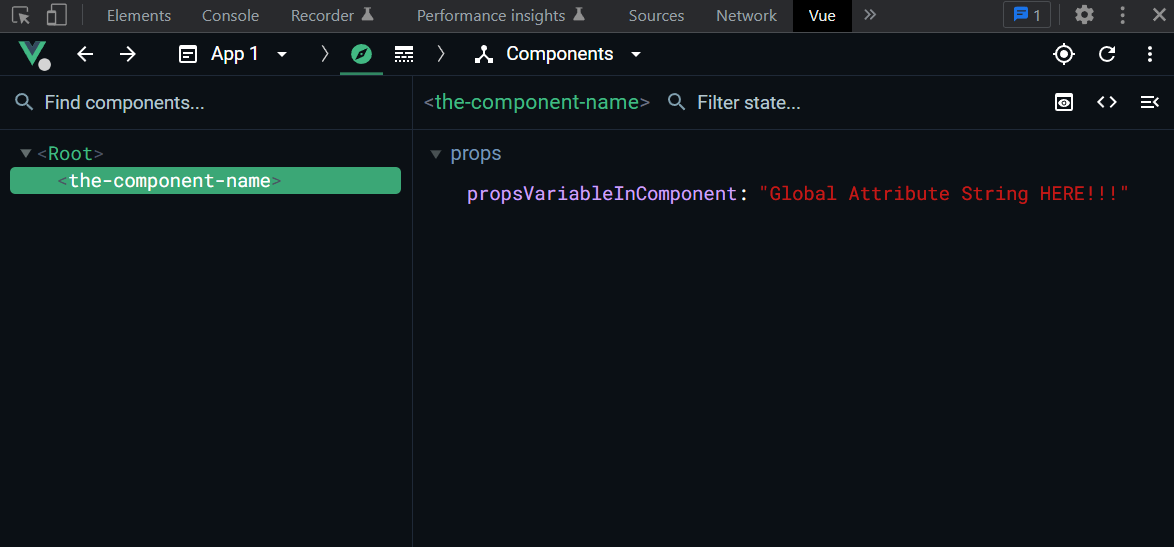 Elements Console Recorder Performance insights Sources Network Vue 1
App 1 Components
Find components...
<the-component-name> Filter state...
<Root>
<the-component-name>
props
propsVariableInComponent: "Global Attribute String HERE!!!"